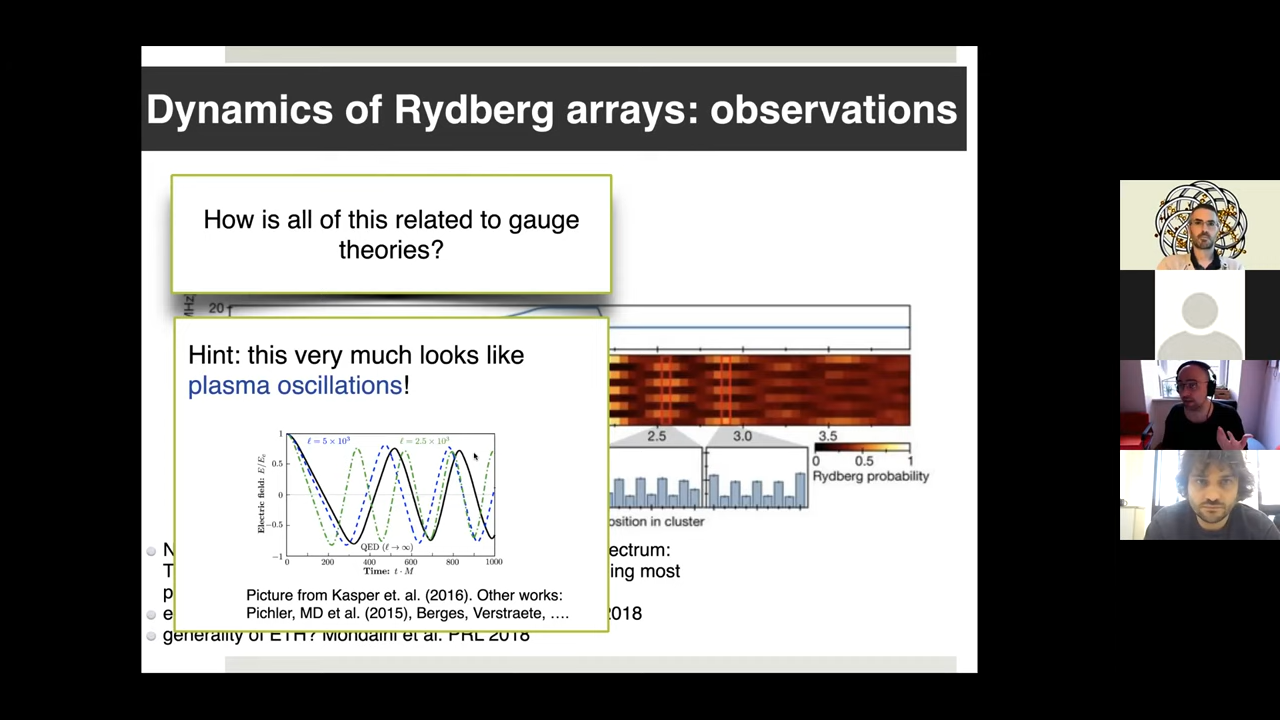 Dynamics of Rydberg arrays: observations
How is all of this related to gauge
theories?
MHz)
20
Hint: this very much looks like
plasma oscillations!
ℓ = 5 × 10³
ℓ = 2.5 × 10³
1
0.5
0
−0.5
−1
Electric field: E/E
QED (ℓ → ∞)
0 200 400 600 800 1000
Time: t · M
Picture from Kasper et. al. (2016). Other works:
Pichler, MD et al. (2015), Berges, Verstraete, ….
2.5 3.0 3.5
0 1
Rydberg probability
osition in cluster
N
ectrum:
T
ing most
p
e
2018
generality of ETH? Mondaini et al. PRL 2018